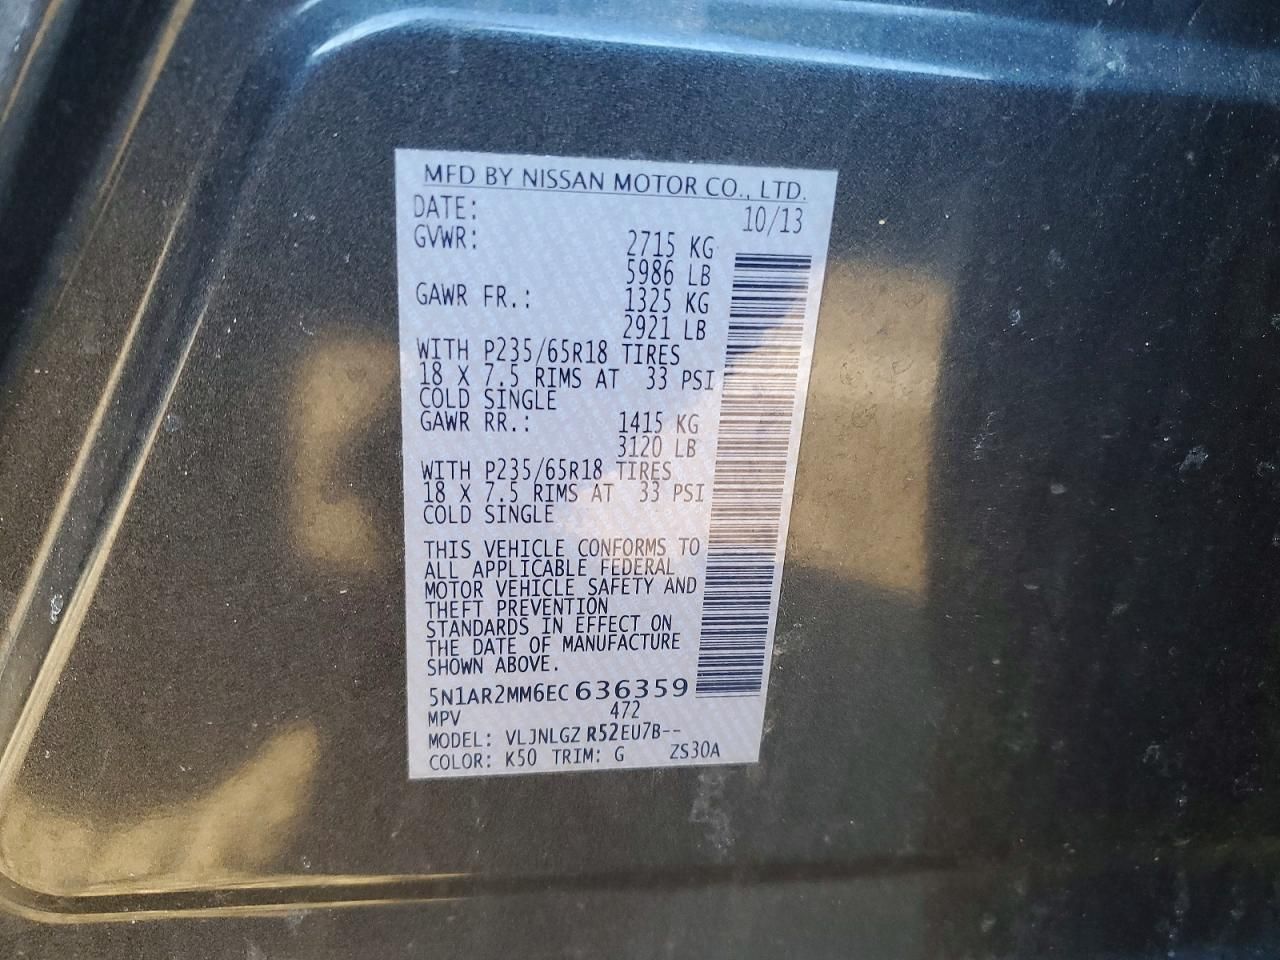 MFD BY NISSAN MOTOR CO., LTD.
DATE: 10/13
GVWR: 2715 KG
5986 LB
GAWR FR.: 1325 KG
2921 LB
WITH P235/65R18 TIRES
18 X 7.5 RIMS AT 33 PSI
COLD SINGLE
GAWR RR.: 1415 KG
3120 LB
WITH P235/65R18 TIRES
18 X 7.5 RIMS AT 33 PSI
COLD SINGLE
THIS VEHICLE CONFORMS TO
ALL APPLICABLE FEDERAL
MOTOR VEHICLE SAFETY AND
THEFT PREVENTION
STANDARDS IN EFFECT ON
THE DATE OF MANUFACTURE
SHOWN ABOVE.
5N1AR2MM6EC 636359
MPV 472
MODEL: VLJNLGZ R52EU7B--
COLOR: K50 TRIM: G ZS30A